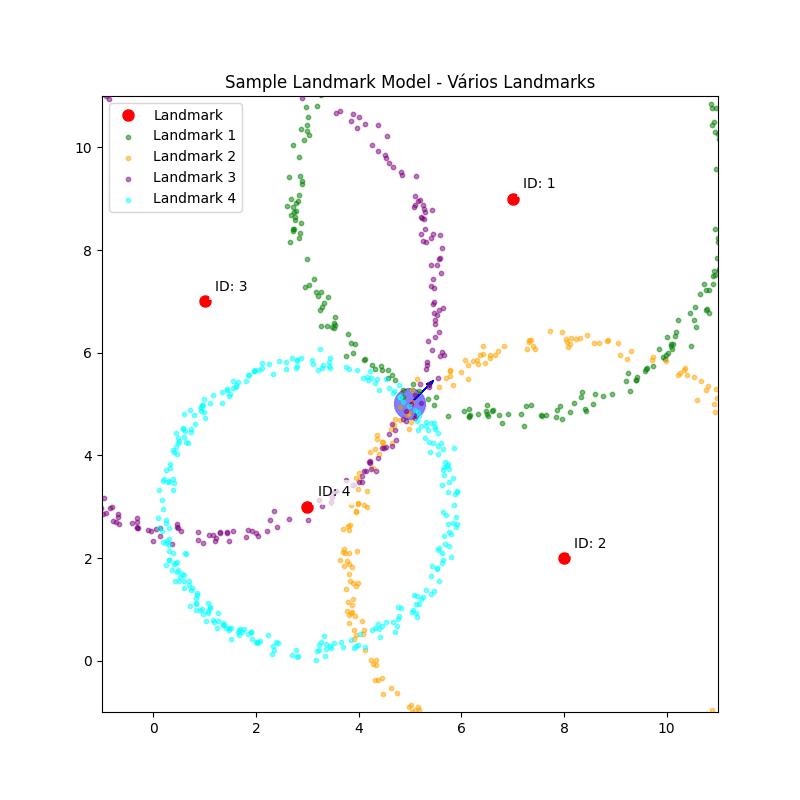 Sample Landmark Model - Vários Landmarks
Landmark
Landmark 1
Landmark 2
Landmark 3
Landmark 4
ID: 1
ID: 3
ID: 4
ID: 2
10
8
6
4
2
0
0 2 4 6 8 10